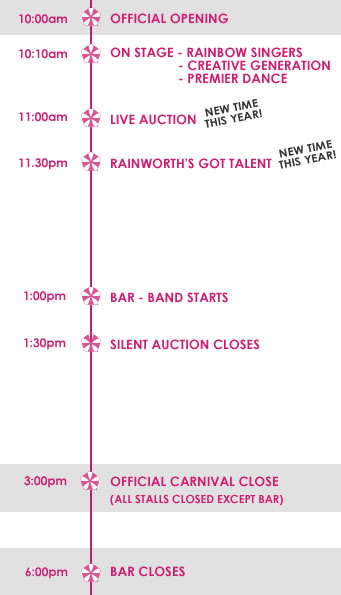 10:00am OFFICIAL OPENING
10:10am ON STAGE - RAINBOW SINGERS
- CREATIVE GENERATION
- PREMIER DANCE
11:00am LIVE AUCTION NEW TIME
THIS YEAR!
11.30pm RAINWORTH'S GOT TALENT NEW TIME
THIS YEAR!
1:00pm BAR - BAND STARTS
1:30pm SILENT AUCTION CLOSES
3:00pm OFFICIAL CARNIVAL CLOSE
(ALL STALLS CLOSED EXCEPT BAR)
6:00pm BAR CLOSES